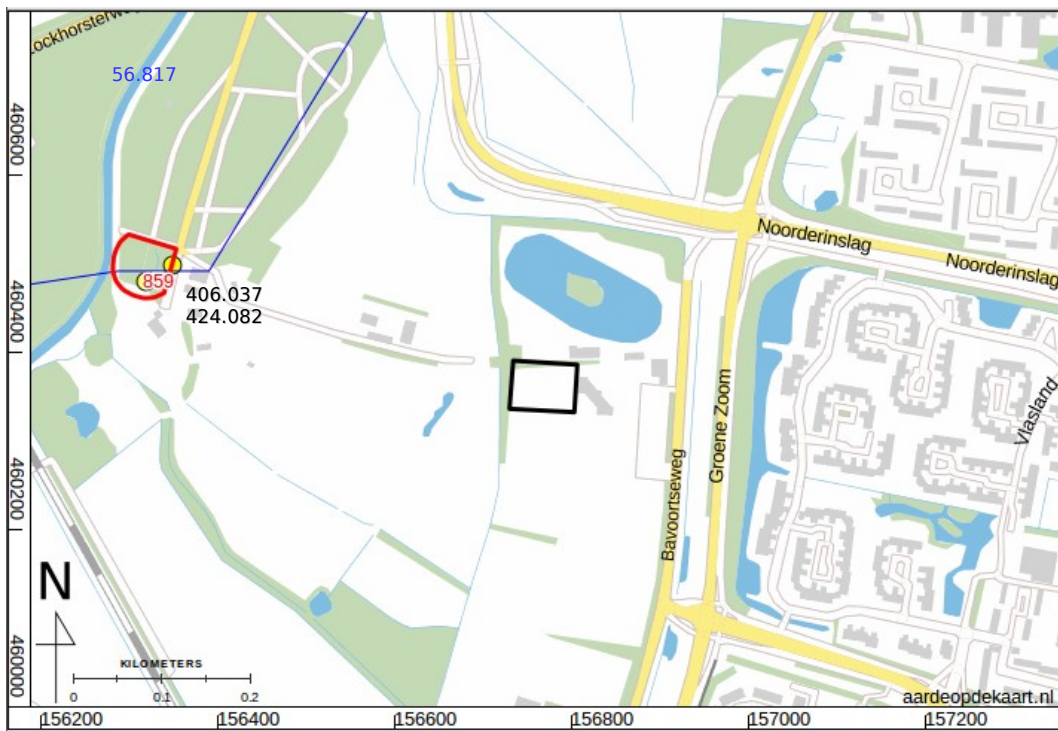 Lockhorsterweg
56.817
460600
Noorderinslag
Noorderinslag
859
406.037
424.082
460400
Groene Zoom
Vlasland
Bavoortseweg
460200
N
KILOMETERS
0 0.1 0.2
460000
aardeopdekaart.nl
156200 156400 156600 156800 157000 157200